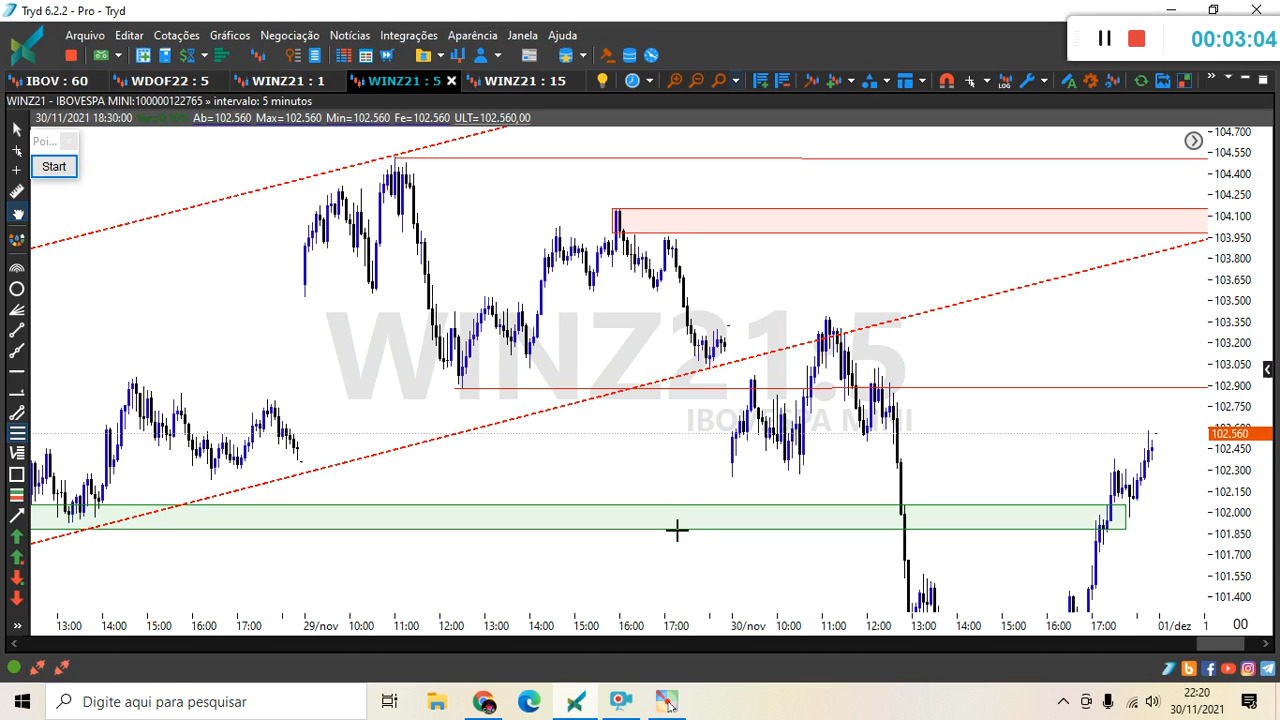 Tryd 6.2.2 - Pro - Tryd
Arquivo Editar Cotações Gráficos Negociação Notícias Integrações Aparência Janela Ajuda
00:03:04
IBOV : 60 WDOF22 : 5 WINZ21 : 1 WINZ21 : 5 WINZ21 : 15
LOG
WINZ21 - IBOVESPA MINI:100000122765 » intervalo: 5 minutos
30/11/2021 18:30:00 Ab=102.560 Max=102.560 Min=102.560 Fe=102.560 ULT=102.560,00
Poi...
Start
104.700
104.550
104.400
104.250
104.100
103.950
103.800
103.650
103.500
103.350
103.200
103.050
102.900
102.750
102.560
102.450
102.300
102.150
102.000
101.850
101.700
101.550
101.400
WINZ21.5
IBOVESPA MINI
13:00 14:00 15:00 16:00 17:00 29/nov 10:00 11:00 12:00 13:00 14:00 15:00 16:00 17:00 30/nov 10:00 11:00 12:00 13:00 14:00 15:00 16:00 17:00 01/dez 1 00
Digite aqui para pesquisar
22:20
30/11/2021